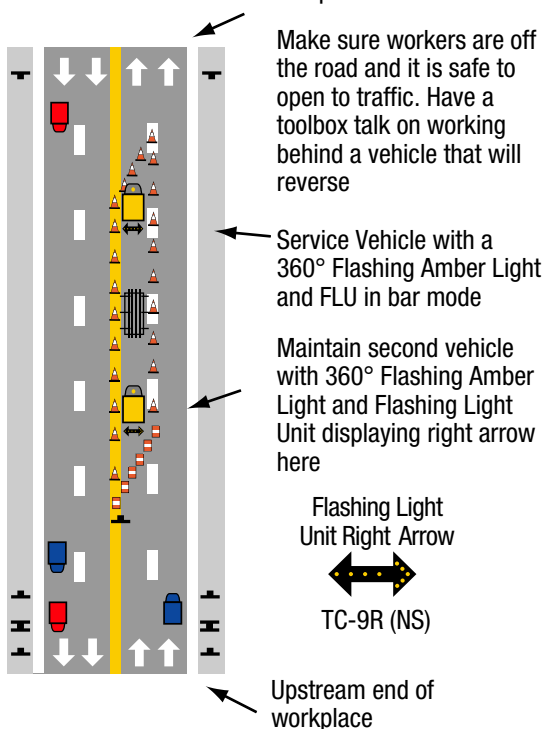 Make sure workers are off
the road and it is safe to
open to traffic. Have a
toolbox talk on working
behind a vehicle that will
reverse
Service Vehicle with a
360° Flashing Amber Light
and FLU in bar mode
Maintain second vehicle
with 360° Flashing Amber
Light and Flashing Light
Unit displaying right arrow
here
Flashing Light
Unit Right Arrow
TC-9R (NS)
Upstream end of
workplace